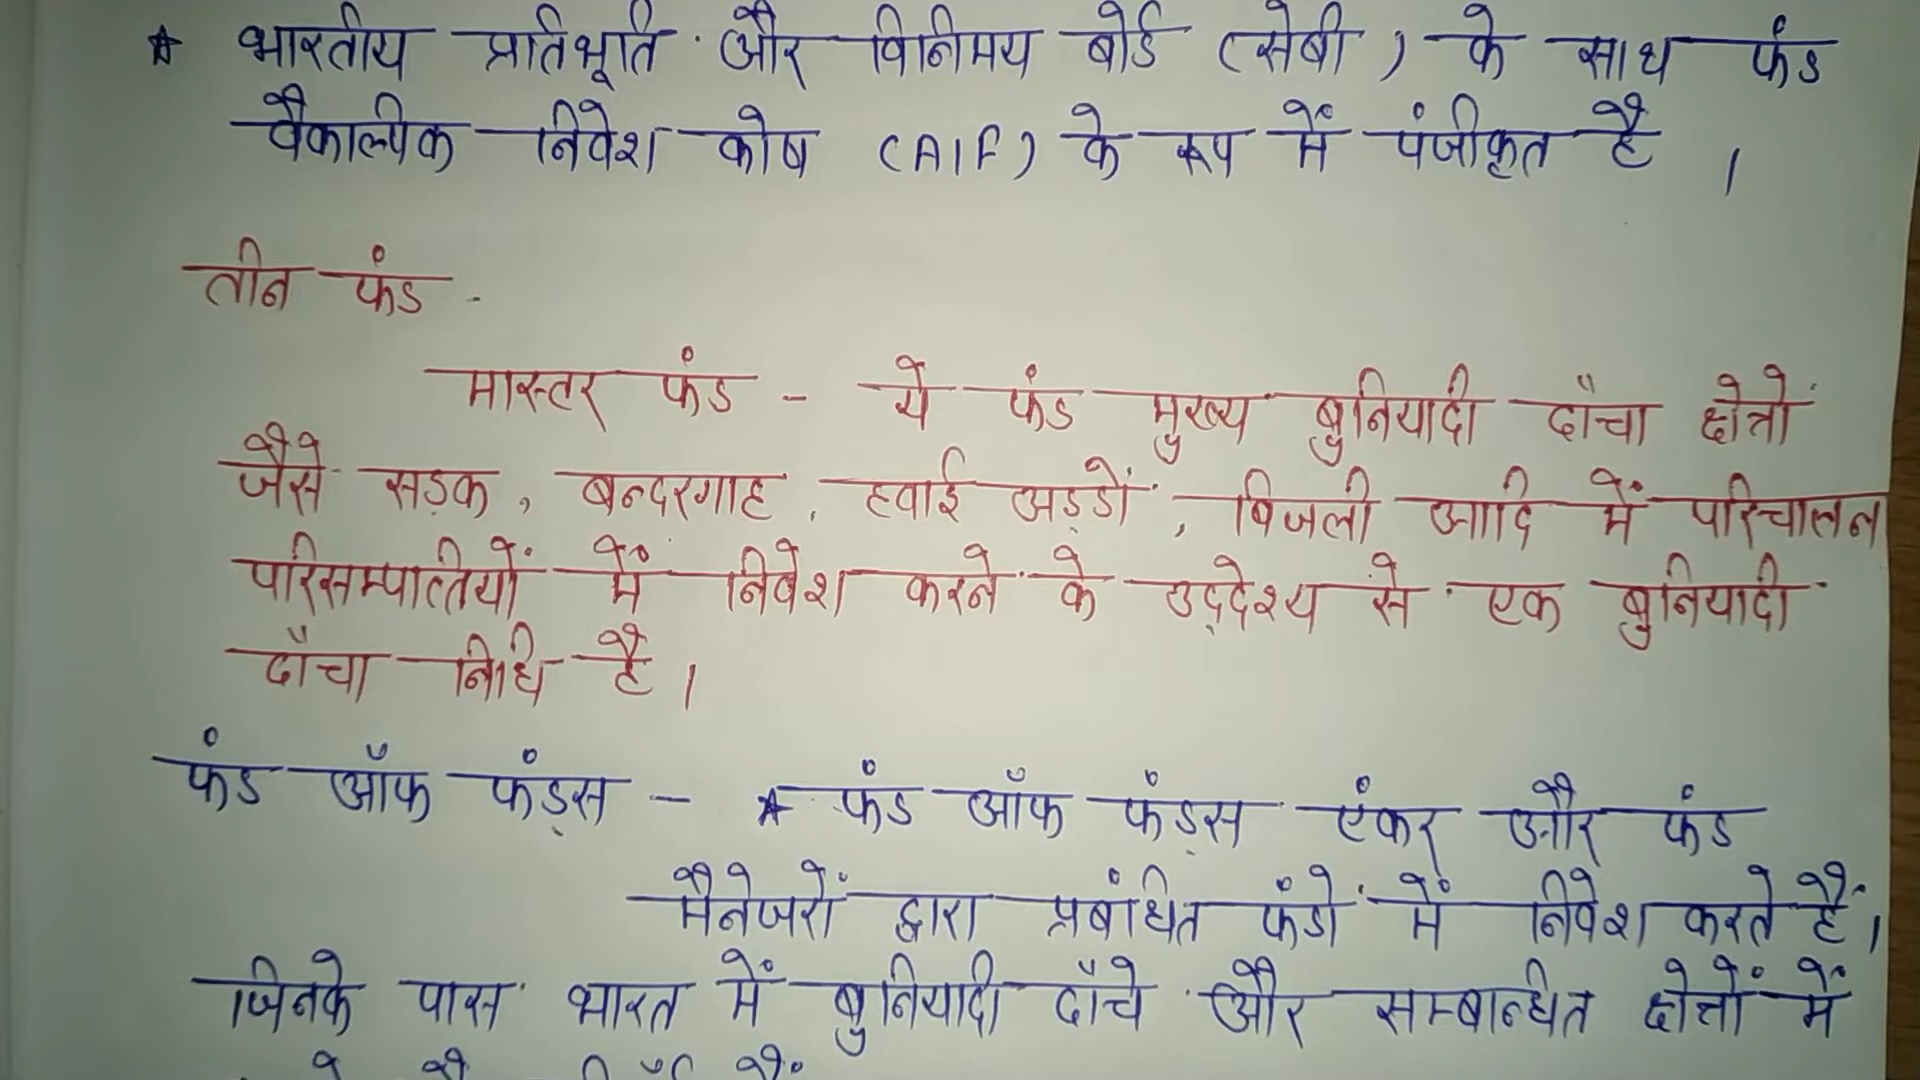 ★ भारतीय प्रतिभूति और विनिमय बोर्ड (सेबी) के साथ फंड
वैकल्पिक निवेश कोष (AIF) के रूप में पंजीकृत है ।
तीन फंड -
मास्टर फंड - ये फंड मुख्य बुनियादी ढाँचा क्षेत्रों
जैसे सड़क, बन्दरगाह, हवाई अड्डों, बिजली आदि में परिचालन
परिसम्पत्तियों में निवेश करने के उद्देश्य से एक बुनियादी
ढाँचा निधि है ।
फंड ऑफ फंड्स - ★ फंड ऑफ फंड्स एंकर और फंड
मैनेजरों द्वारा प्रबंधित फंडों में निवेश करते हैं।
जिनके पास भारत में बुनियादी ढाँचे और सम्बन्धित क्षेत्रों में